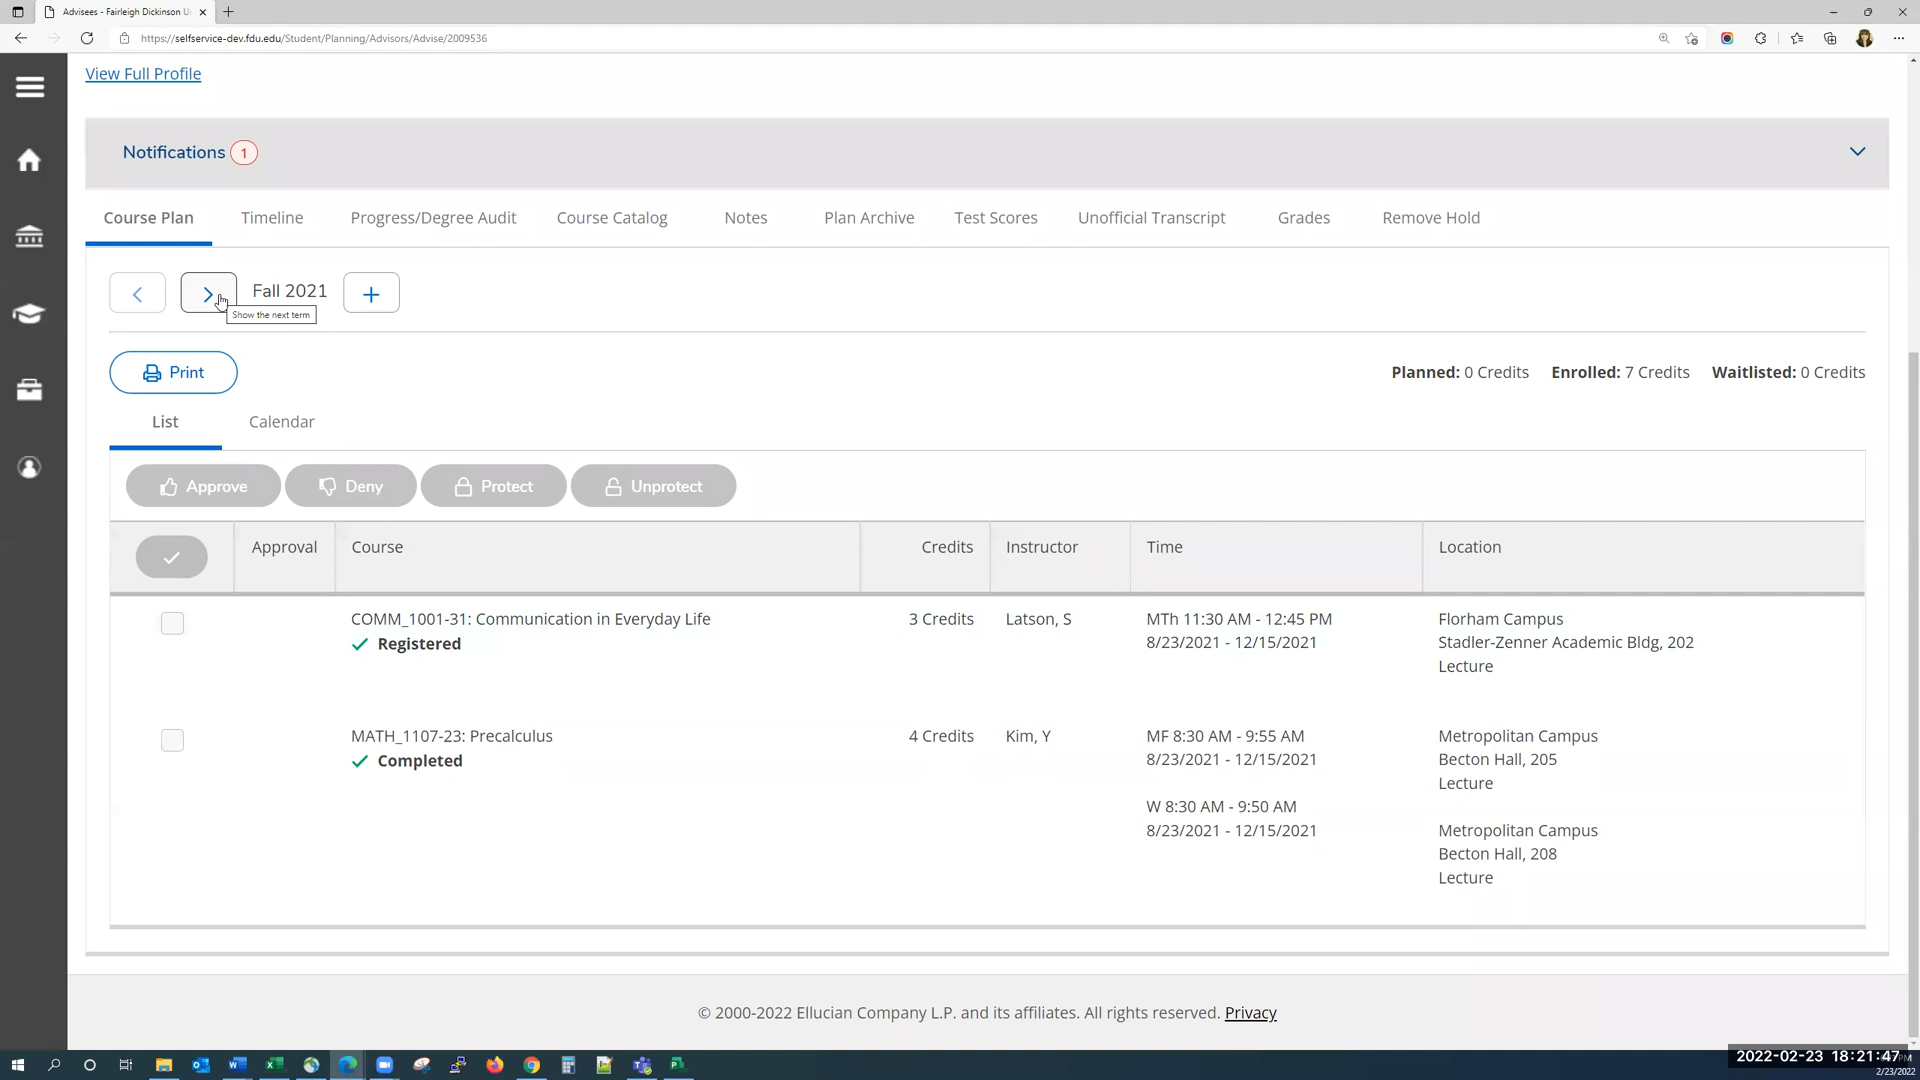 Advisees - Fairleigh Dickinson U
https://selfservice-dev.fdu.edu/Student/Planning/Advisors/Advise/2009536
View Full Profile
Notifications 1
Course Plan Timeline Progress/Degree Audit Course Catalog Notes Plan Archive Test Scores Unofficial Transcript Grades Remove Hold
Fall 2021
Show the next term
Print
Planned: 0 Credits Enrolled: 7 Credits Waitlisted: 0 Credits
List Calendar
Approve Deny Protect Unprotect
Approval Course Credits Instructor Time Location
COMM_1001-31: Communication in Everyday Life 3 Credits Latson, S MTh 11:30 AM - 12:45 PM Florham Campus
Registered 8/23/2021 - 12/15/2021 Stadler-Zenner Academic Bldg, 202
Lecture
MATH_1107-23: Precalculus 4 Credits Kim, Y MF 8:30 AM - 9:55 AM Metropolitan Campus
Completed 8/23/2021 - 12/15/2021 Becton Hall, 205
Lecture
W 8:30 AM - 9:50 AM
8/23/2021 - 12/15/2021 Metropolitan Campus
Becton Hall, 208
Lecture
© 2000-2022 Ellucian Company L.P. and its affiliates. All rights reserved. Privacy
2022-02-23 18:21:47
2/23/2022